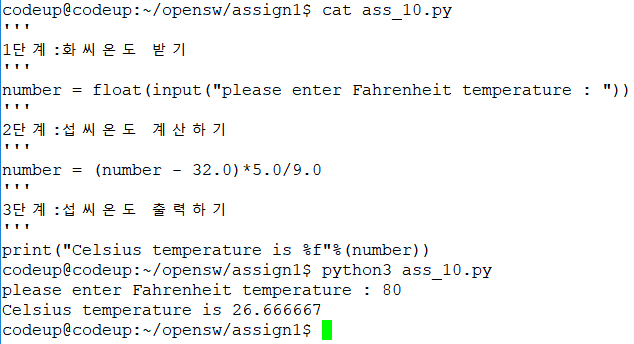 codeup@codeup:~/opensw/assign1$ cat ass_10.py
'''
1단계:화씨온도 받기
'''
number = float(input("please enter Fahrenheit temperature : "))
'''
2단계:섭씨온도 계산하기
'''
number = (number - 32.0)*5.0/9.0
'''
3단계:섭씨온도 출력하기
'''
print("Celsius temperature is %f"%(number))
codeup@codeup:~/opensw/assign1$ python3 ass_10.py
please enter Fahrenheit temperature : 80
Celsius temperature is 26.666667
codeup@codeup:~/opensw/assign1$